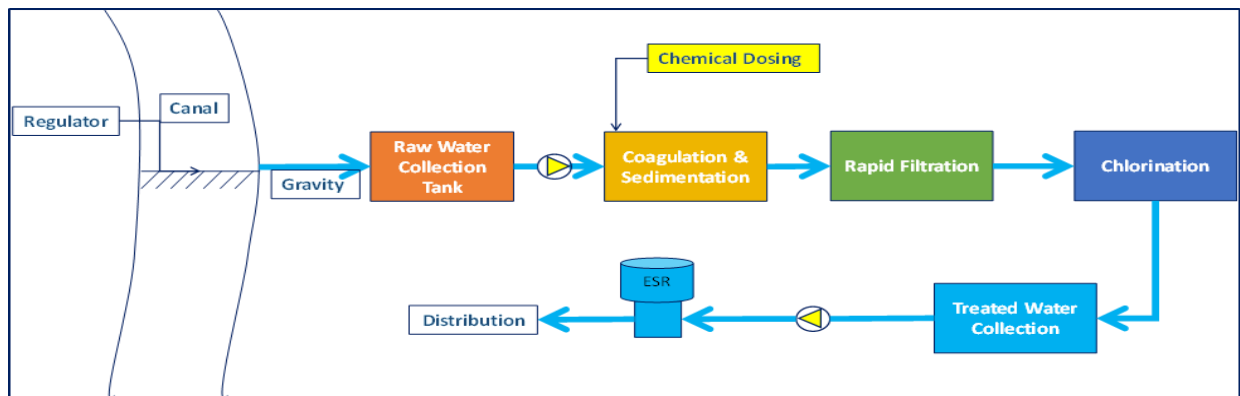 Chemical Dosing
Regulator
Canal
Gravity
Raw Water
Collection
Tank
Coagulation &
Sedimentation
Rapid Filtration
Chlorination
Treated Water
Collection
ESR
Distribution